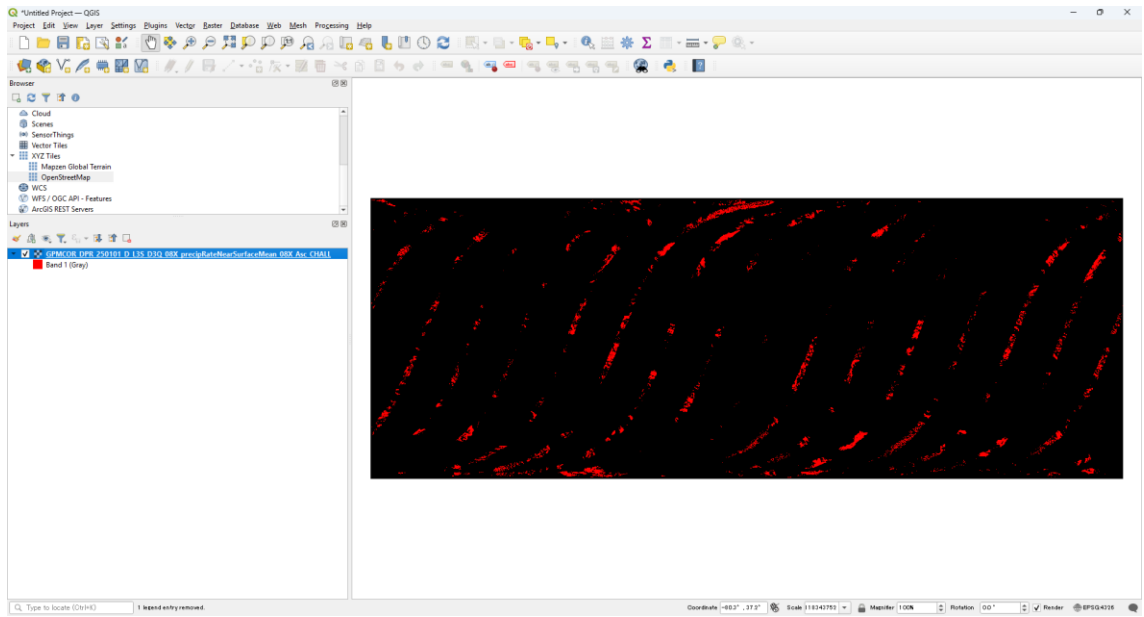 *Untitled Project — QGIS
Project Edit View Layer Settings Plugins Vector Raster Database Web Mesh Processing Help
Browser
Cloud
Scenes
SensorThings
Vector Tiles
XYZ Tiles
Mapzen Global Terrain
OpenStreetMap
WCS
WFS / OGC API - Features
ArcGIS REST Servers
Layers
GPMCOR_DPR_250101_D_L3S_D3Q_08X_precipRateNearSurfaceMean_08X_Asc_CHALL
Band 1 (Gray)
Type to locate (Ctrl+K) 1 legend entry removed. Coordinate Scale 118343753 Magnifier 100% Rotation 0.0° Render EPSG:4326